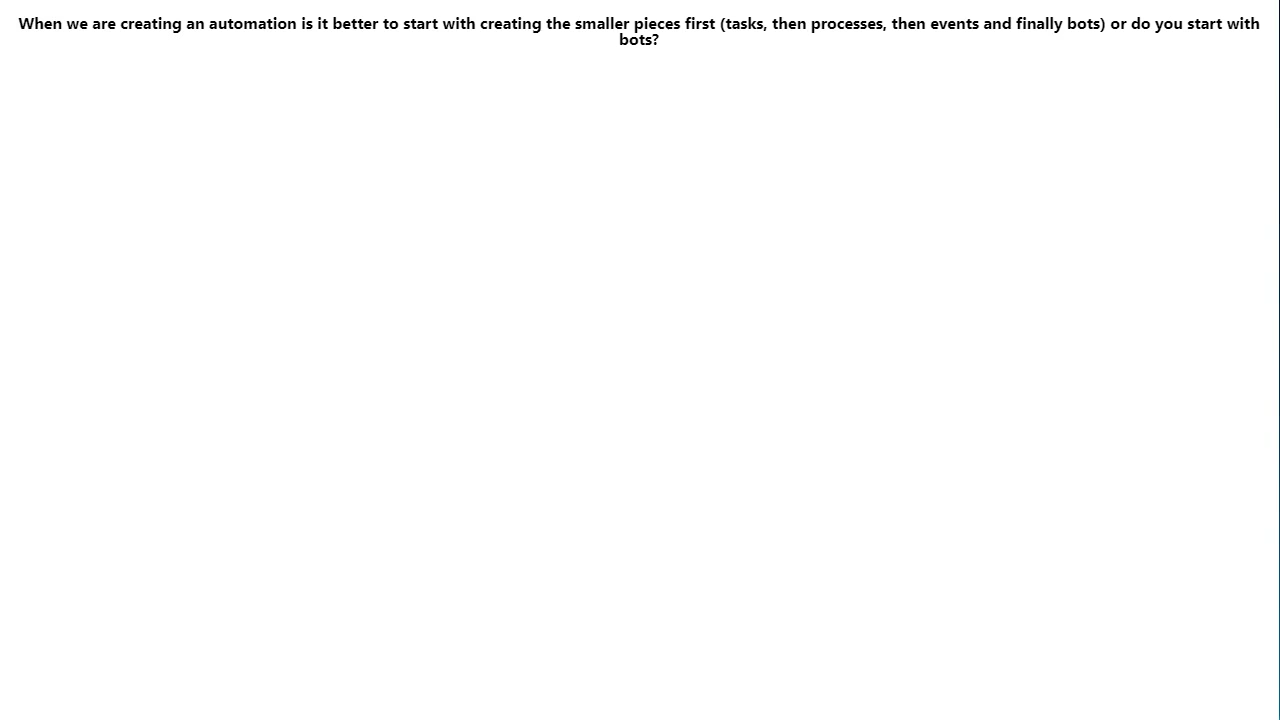 When we are creating an automation is it better to start with creating the smaller pieces first (tasks, then processes, then events and finally bots) or do you start with
bots?